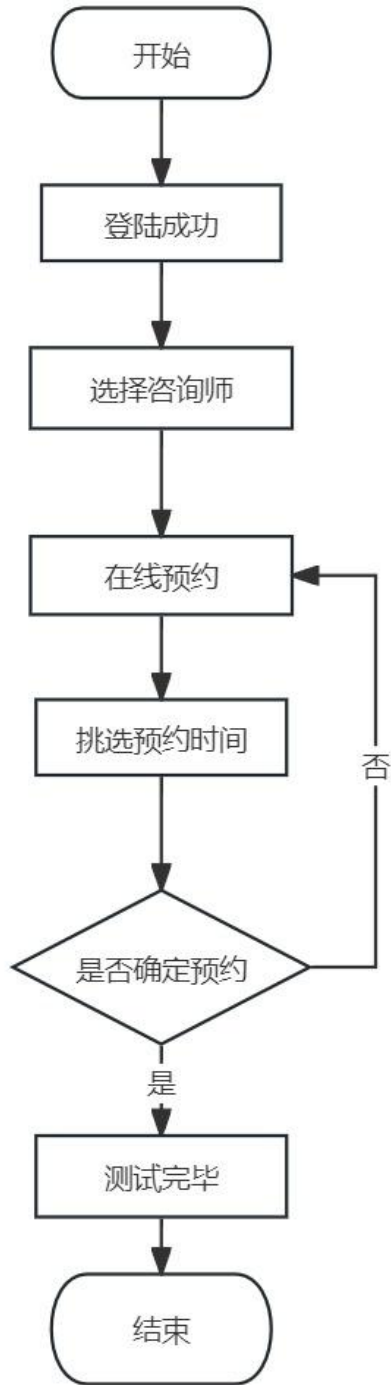 开始
登陆成功
选择咨询师
在线预约
挑选预约时间
否
是否确定预约
是
测试完毕
结束